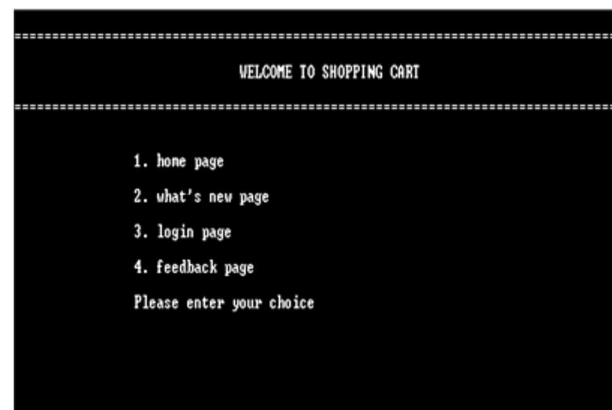 ================================================================================
WELCOME TO SHOPPING CART
================================================================================
1. home page
2. what's new page
3. login page
4. feedback page
Please enter your choice